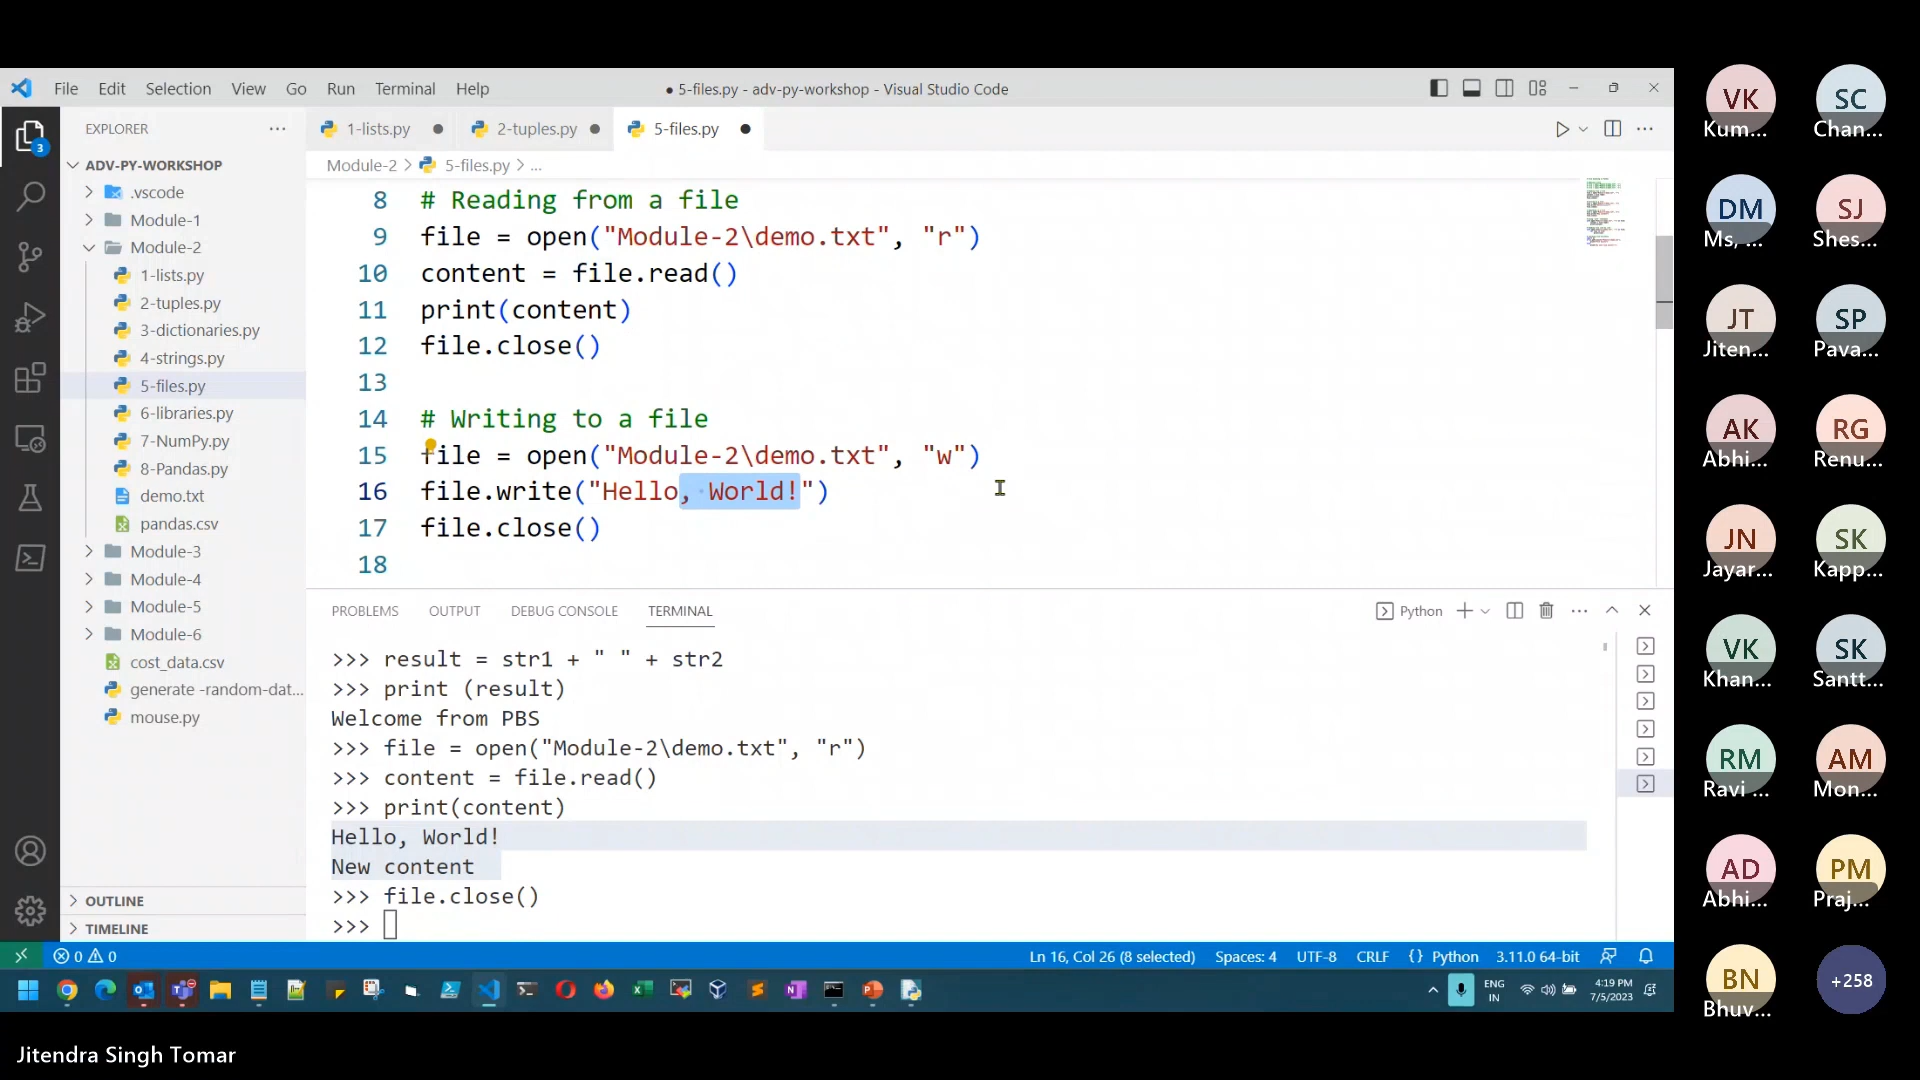 File Edit Selection View Go Run Terminal Help
● 5-files.py - adv-py-workshop - Visual Studio Code
EXPLORER
1-lists.py
2-tuples.py
5-files.py
Module-2 > 5-files.py > ...
3
ADV-PY-WORKSHOP
.vscode
Module-1
Module-2
1-lists.py
2-tuples.py
3-dictionaries.py
4-strings.py
5-files.py
6-libraries.py
7-NumPy.py
8-Pandas.py
demo.txt
pandas.csv
Module-3
Module-4
Module-5
Module-6
cost_data.csv
generate -random-dat...
mouse.py
OUTLINE
TIMELINE
8 # Reading from a file
9 file = open("Module-2\demo.txt", "r")
10 content = file.read()
11 print(content)
12 file.close()
13
14 # Writing to a file
15 file = open("Module-2\demo.txt", "w")
16 file.write("Hello, World!")
17 file.close()
18
PROBLEMS OUTPUT DEBUG CONSOLE TERMINAL
Python
>>> result = str1 + " " + str2
>>> print (result)
Welcome from PBS
>>> file = open("Module-2\demo.txt", "r")
>>> content = file.read()
>>> print(content)
Hello, World!
New content
>>> file.close()
>>>
0 0
Ln 16, Col 26 (8 selected) Spaces: 4 UTF-8 CRLF {} Python 3.11.0 64-bit
ENG
IN
4:19 PM
7/5/2023
VK
Kum...
SC
Chan...
DM
Ms, ...
SJ
Shes...
JT
Jiten...
SP
Pava...
AK
Abhi...
RG
Renu...
JN
Jayar...
SK
Kapp...
VK
Khan...
SK
Santt...
RM
Ravi ...
AM
Mon...
AD
Abhi...
PM
Praj...
BN
Bhuv...
+258
Jitendra Singh Tomar